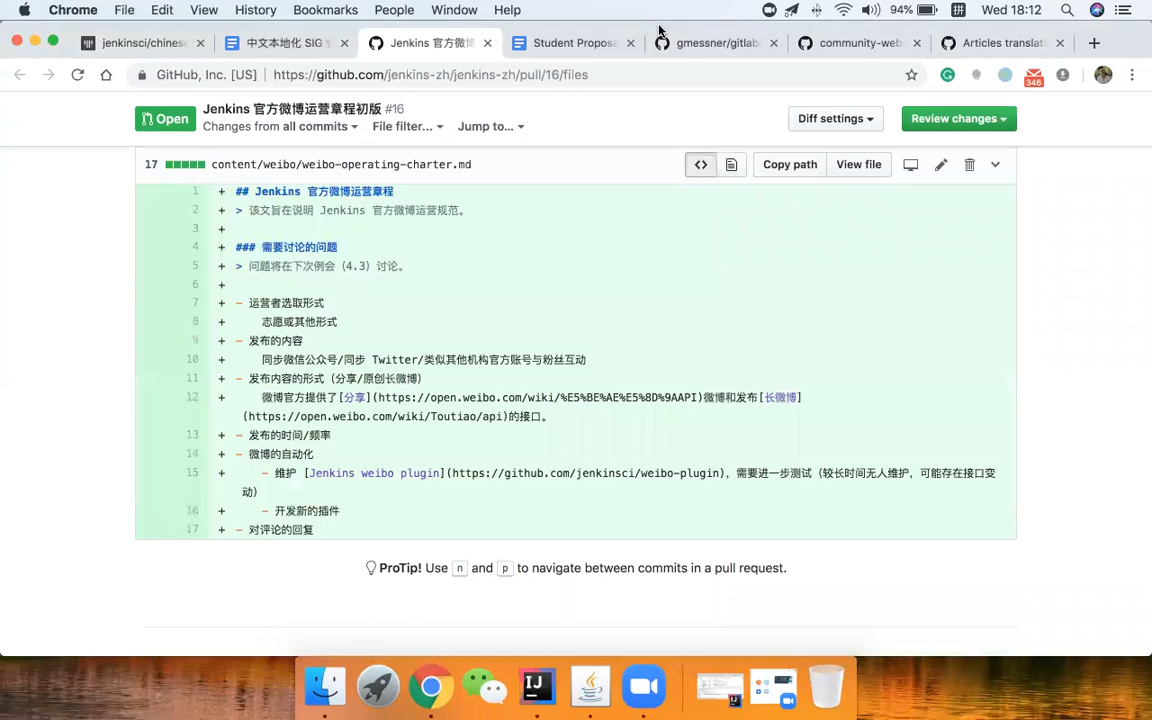 Chrome File Edit View History Bookmarks People Window Help 94% 拼 Wed 18:12
jenkinsci/chines
中文本地化 SIG 会
Jenkins 官方微博
Student Proposa
gmessner/gitlab
community-web
Articles translati
GitHub, Inc. [US] https://github.com/jenkins-zh/jenkins-zh/pull/16/files
346
Open
Jenkins 官方微博运营章程初版 #16
Changes from all commits File filter... Jump to...
Diff settings
Review changes
17 content/weibo/weibo-operating-charter.md
Copy path View file
1 + ## Jenkins 官方微博运营章程
2 + > 该文旨在说明 Jenkins 官方微博运营规范。
3 +
4 + ### 需要讨论的问题
5 + > 问题将在下次例会（4.3）讨论。
6 +
7 + - 运营者选取形式
8 + 志愿或其他形式
9 + - 发布的内容
10 + 同步微信公众号/同步 Twitter/类似其他机构官方账号与粉丝互动
11 + - 发布内容的形式（分享/原创长微博）
12 + 微博官方提供了[分享](https://open.weibo.com/wiki/%E5%BE%AE%E5%8D%9AAPI)微博和发布[长微博]
(https://open.weibo.com/wiki/Toutiao/api)的接口。
13 + - 发布的时间/频率
14 + - 微博的自动化
15 + - 维护 [Jenkins weibo plugin](https://github.com/jenkinsci/weibo-plugin)，需要进一步测试（较长时间无人维护，可能存在接口变
动）
16 + - 开发新的插件
17 + - 对评论的回复
ProTip! Use n and p to navigate between commits in a pull request.